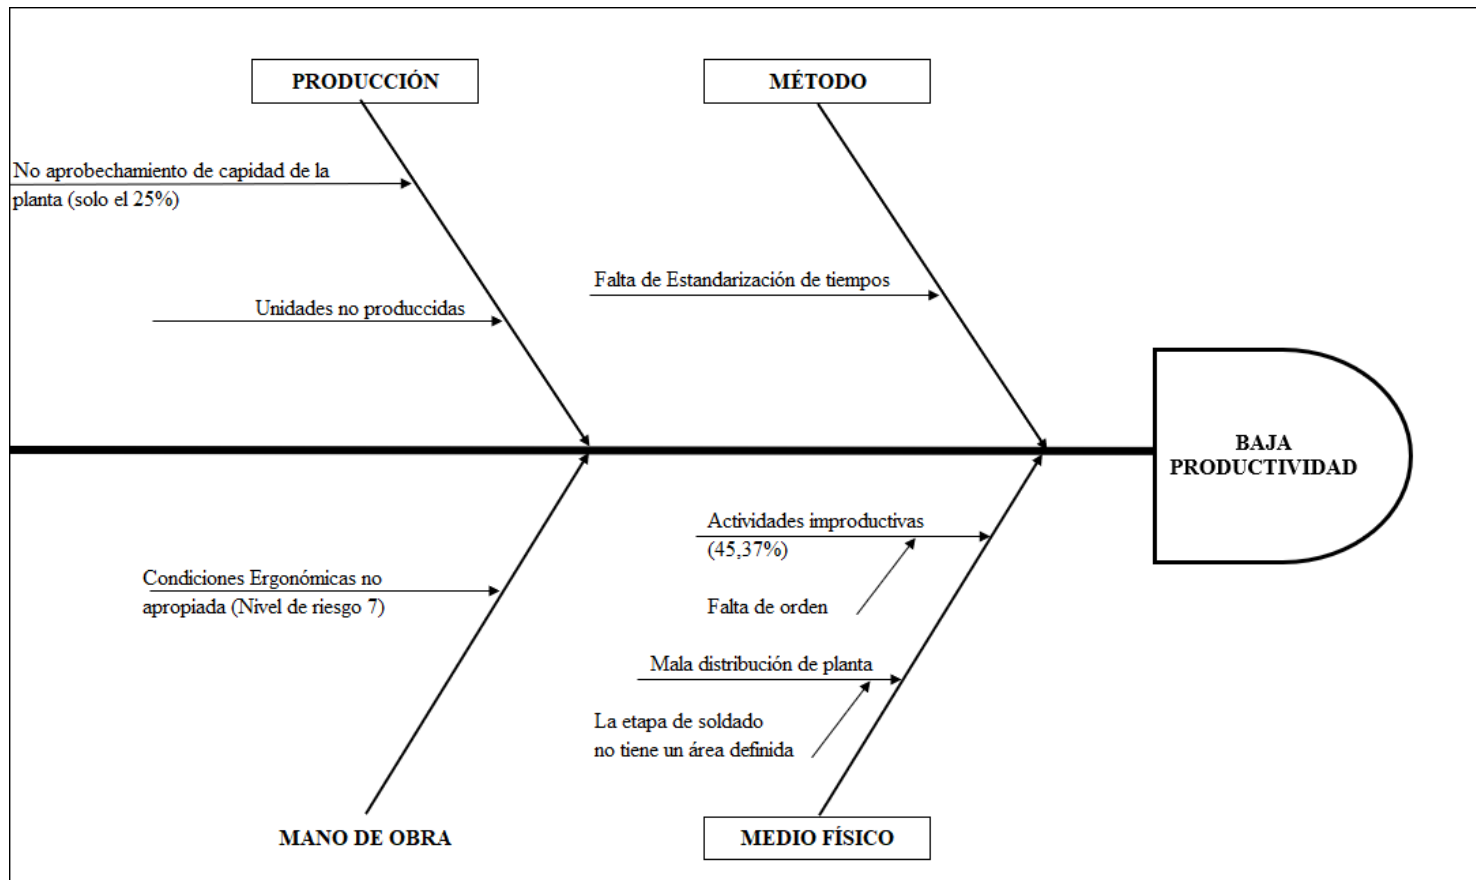 PRODUCCIÓN
MÉTODO
No aprobechamiento de capidad de la
planta (solo el 25%)
Falta de Estandarización de tiempos
Unidades no produccidas
BAJA
PRODUCTIVIDAD
Actividades improductivas
(45,37%)
Condiciones Ergonómicas no
apropiada (Nivel de riesgo 7)
Falta de orden
Mala distribución de planta
La etapa de soldado
no tiene un área definida
MANO DE OBRA
MEDIO FÍSICO